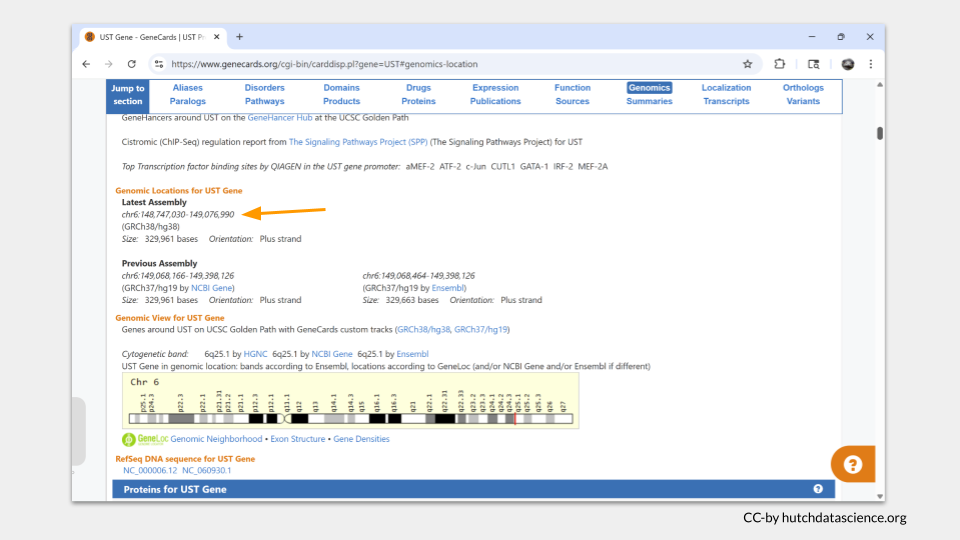 UST Gene - GeneCards | UST P
https://www.genecards.org/cgi-bin/carddisp.pl?gene=UST#genomics-location
Jump to section
Aliases Disorders Domains Drugs Expression Function Genomics Localization Orthologs
Paralogs Pathways Products Proteins Publications Sources Summaries Transcripts Variants
GeneHancers around UST on the GeneHancer Hub at the UCSC Golden Path
Cistromic (ChIP-Seq) regulation report from The Signaling Pathways Project (SPP) (The Signaling Pathways Project) for UST
Top Transcription factor binding sites by QIAGEN in the UST gene promoter: aMEF-2 ATF-2 c-Jun CUTL1 GATA-1 IRF-2 MEF-2A
Genomic Locations for UST Gene
Latest Assembly
chr6:148,747,030-149,076,990
(GRCh38/hg38)
Size: 329,961 bases Orientation: Plus strand
Previous Assembly
chr6:149,068,166-149,398,126 chr6:149,068,464-149,398,126
(GRCh37/hg19 by NCBI Gene) (GRCh37/hg19 by Ensembl)
Size: 329,961 bases Orientation: Plus strand Size: 329,663 bases Orientation: Plus strand
Genomic View for UST Gene
Genes around UST on UCSC Golden Path with GeneCards custom tracks (GRCh38/hg38, GRCh37/hg19)
Cytogenetic band: 6q25.1 by HGNC 6q25.1 by NCBI Gene 6q25.1 by Ensembl
UST Gene in genomic location: bands according to Ensembl, locations according to GeneLoc (and/or NCBI Gene and/or Ensembl if different)
Chr 6
p25.1 p24.3 p22.3 p22.1 p21.31 p21.2 p21.1 p12.3 p12.1 q11.1 q12 q13 q14.1 q14.3 q15 q16.1 q16.3 q21 q22.1 q22.31 q22.33 q23.2 q23.3 q24.1 q24.2 q24.3 q25.1 q25.2 q25.3 q26 q27
GeneLoc Genomic Neighborhood • Exon Structure • Gene Densities
RefSeq DNA sequence for UST Gene
NC_000006.12 NC_060930.1
Proteins for UST Gene
CC-by hutchdatascience.org